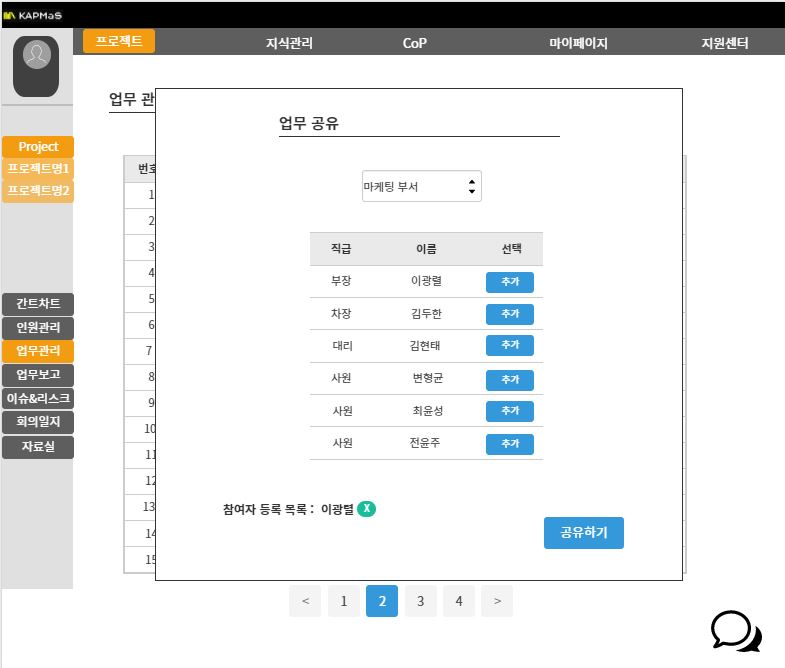 KAPMaS
프로젝트 지식관리 CoP 마이페이지 지원센터
업무 관
업무 공유
Project
프로젝트명1
프로젝트명2
마케팅 부서
번호
1
2
3
4
5
6
7
8
9
10
11
12
13
14
15
직급 이름 선택
부장 이광렬 추가
차장 김두한 추가
대리 김현태 추가
사원 변형균 추가
사원 최윤성 추가
사원 전윤주 추가
간트차트
인원관리
업무관리
업무보고
이슈&리스크
회의일지
자료실
참여자 등록 목록 : 이광렬 X
공유하기
< 1 2 3 4 >